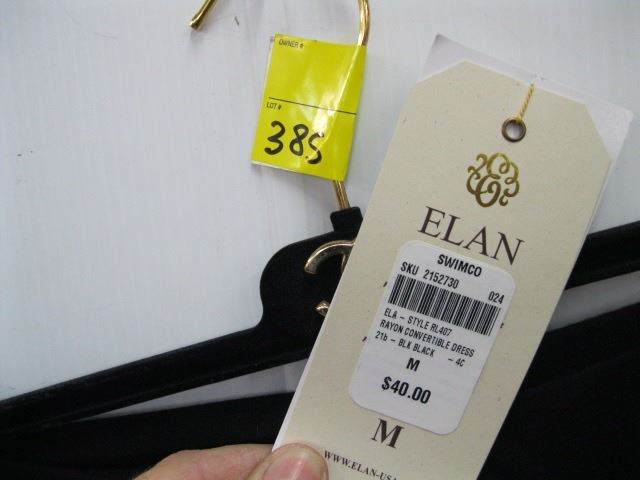 OWNER #
LOT #
385
ELAN
SWIMCO
SKU 2152730 024
ELA - STYLE RL407
RAYON CONVERTIBLE DRESS
21b - BLK BLACK - 4C
M
$40.00
M
WWW.ELAN-USA